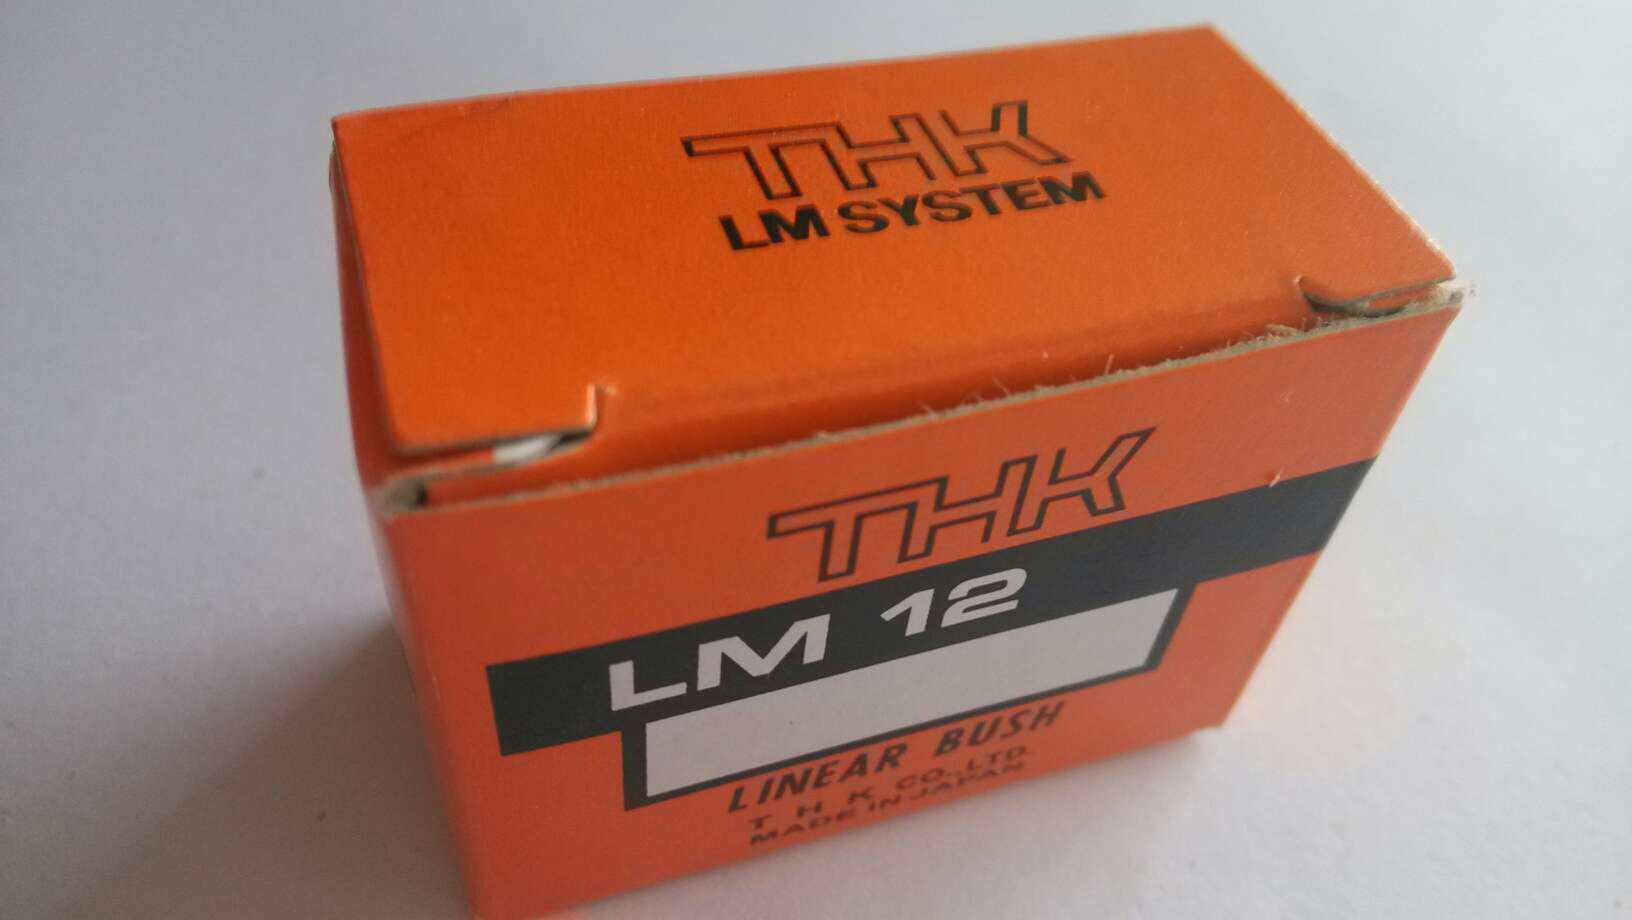 THK
LM SYSTEM
THK
LM 12
LINEAR BUSH
T H K CO., LTD.
MADE IN JAPAN